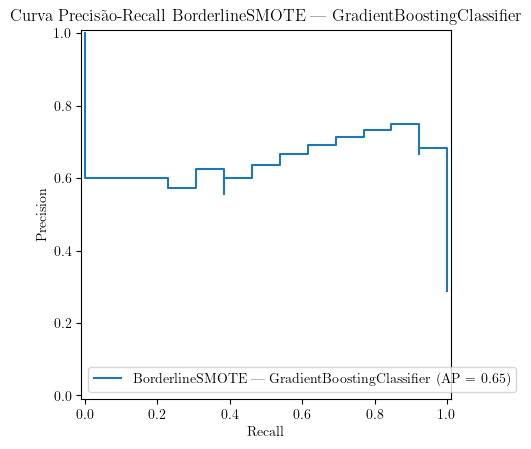 Curva Precisão-Recall BorderlineSMOTE — GradientBoostingClassifier
1.0
0.8
0.6
0.4
0.2
0.0
Precision
BorderlineSMOTE — GradientBoostingClassifier (AP = 0.65)
0.0 0.2 0.4 0.6 0.8 1.0
Recall